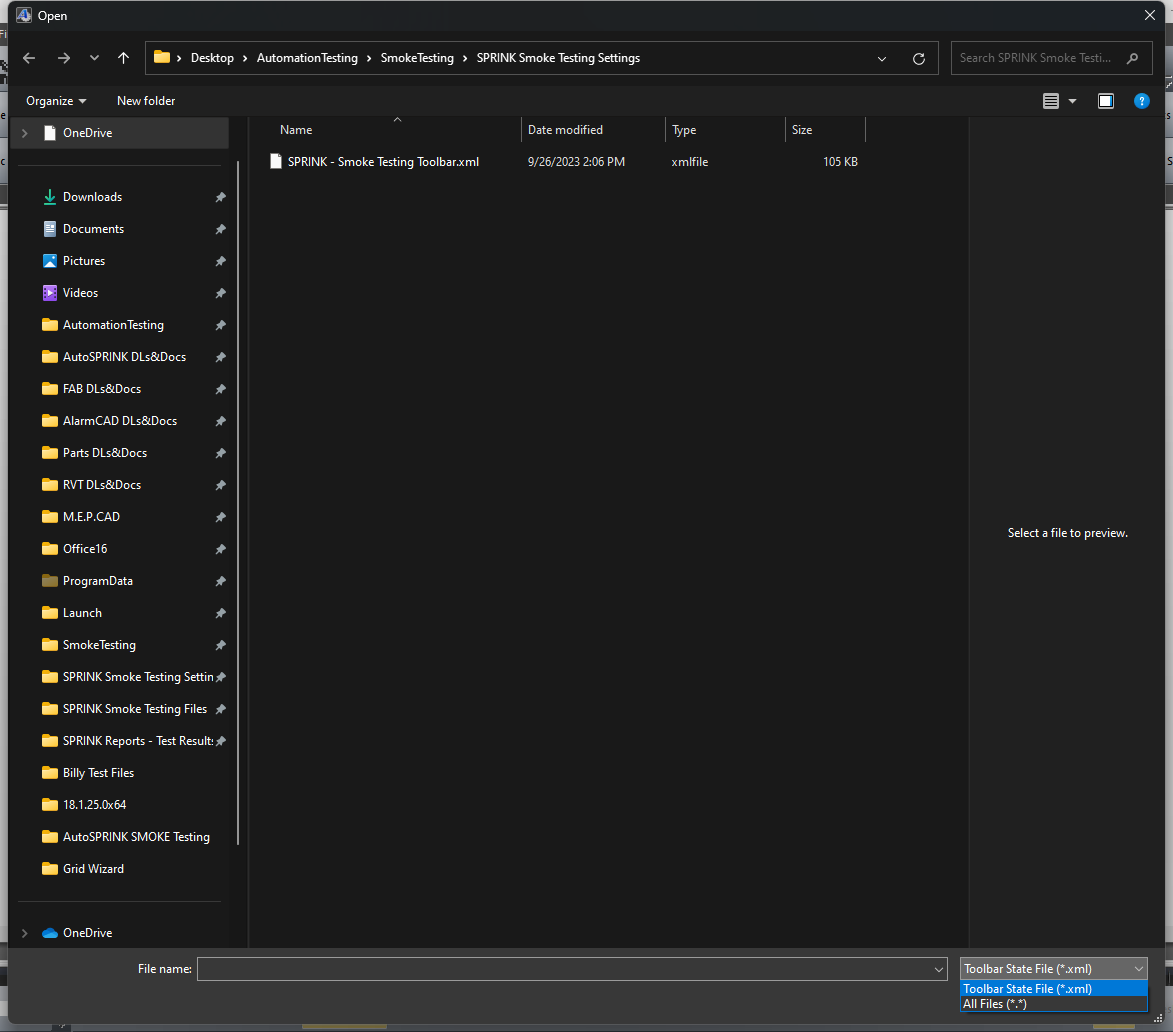 Open
Desktop > AutomationTesting > SmokeTesting > SPRINK Smoke Testing Settings
Search SPRINK Smoke Testi...
Organize
New folder
Name
Date modified
Type
Size
SPRINK - Smoke Testing Toolbar.xml
9/26/2023 2:06 PM
xmlfile
105 KB
OneDrive
Downloads
Documents
Pictures
Videos
AutomationTesting
AutoSPRINK DLs&Docs
FAB DLs&Docs
AlarmCAD DLs&Docs
Parts DLs&Docs
RVT DLs&Docs
M.E.P.CAD
Office16
ProgramData
Launch
SmokeTesting
SPRINK Smoke Testing Settin
SPRINK Smoke Testing Files
SPRINK Reports - Test Results
Billy Test Files
18.1.25.0x64
AutoSPRINK SMOKE Testing
Grid Wizard
OneDrive
Select a file to preview.
File name:
Toolbar State File (*.xml)
Toolbar State File (*.xml)
All Files (*.*)